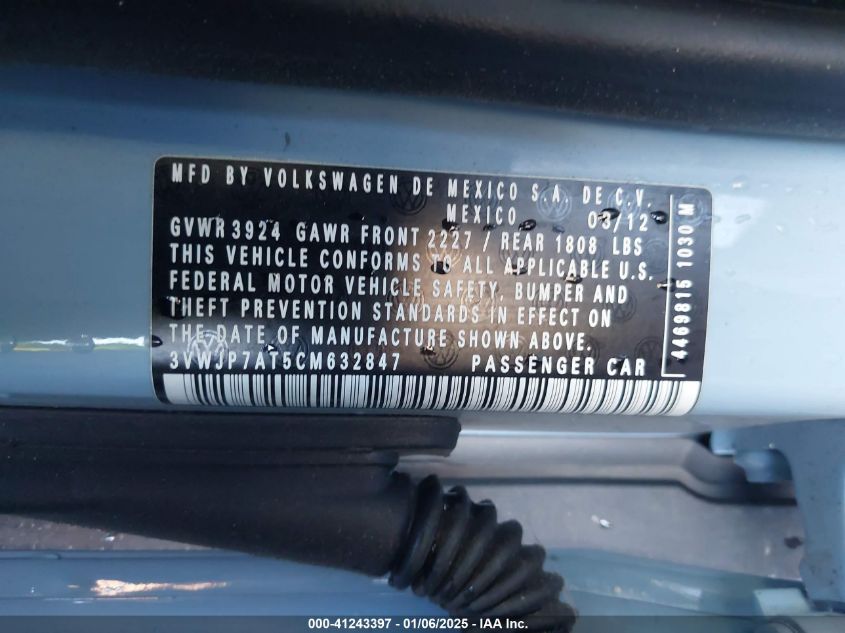 MFD BY VOLKSWAGEN DE MEXICO S.A. DE C.V.
MEXICO 03/12
GVWR 3924 GAWR FRONT 2227 / REAR 1808 LBS
THIS VEHICLE CONFORMS TO ALL APPLICABLE U.S.
FEDERAL MOTOR VEHICLE SAFETY, BUMPER AND
THEFT PREVENTION STANDARDS IN EFFECT ON
THE DATE OF MANUFACTURE SHOWN ABOVE.
3VWJP7AT5CM632847 PASSENGER CAR
4469815 1030 M
000-41243397 - 01/06/2025 - IAA Inc.